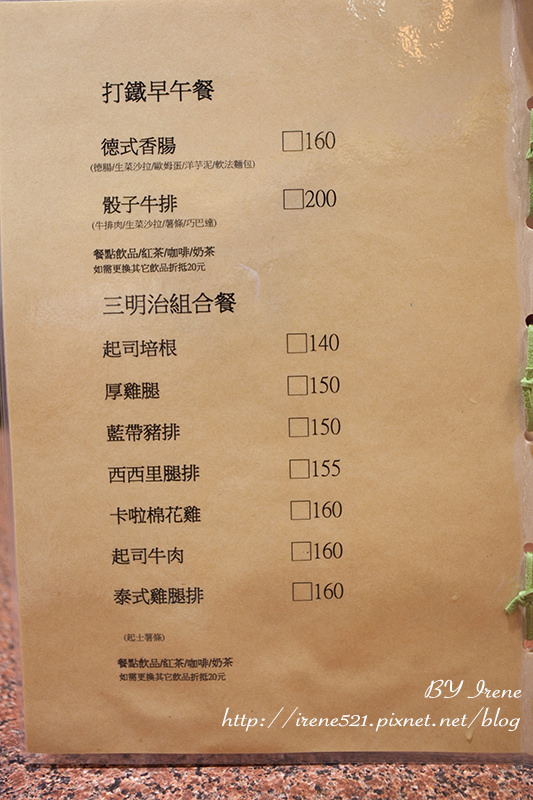 打鐵早午餐
德式香腸 □160
(德腸/生菜沙拉/歐姆蛋/洋芋泥/軟法麵包)
骰子牛排 □200
(牛排肉/生菜沙拉/薯條/巧巴達)
餐點飲品/紅茶/咖啡/奶茶
如需更換其它飲品折抵20元
三明治組合餐
起司培根 □140
厚雞腿 □150
藍帶豬排 □150
西西里腿排 □155
卡啦棉花雞 □160
起司牛肉 □160
泰式雞腿排 □160
(起士薯條)
餐點飲品/紅茶/咖啡/奶茶
如需更換其它飲品折抵20元
BY Irene
http://irene521.pixnet.net/blog